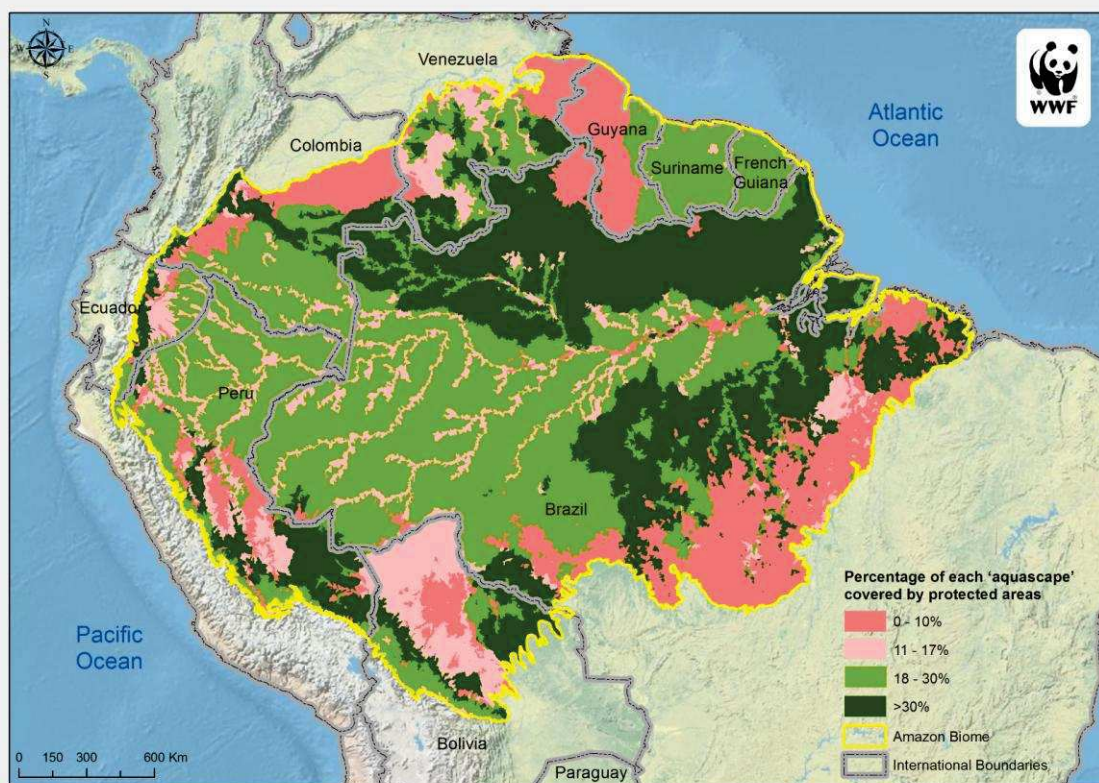 N
W E
S
Venezuela
WWF
Atlantic
Ocean
Guyana
Colombia
Suriname
French
Guiana
Ecuador
Peru
Brazil
Percentage of each ‘aquascape’
covered by protected areas
0 - 10%
11 - 17%
18 - 30%
>30%
Amazon Biome
International Boundaries
Pacific
Ocean
Bolivia
Paraguay
0 150 300 600 Km